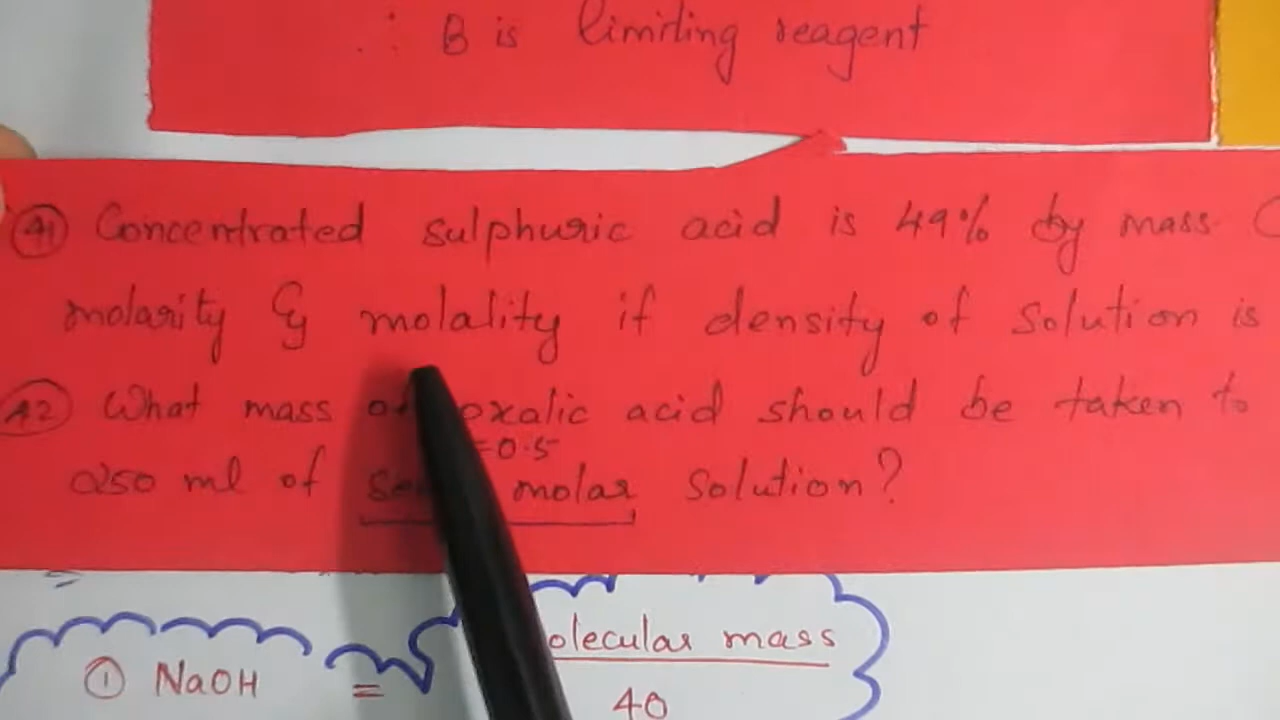 ∴ B is limiting reagent
41 Concentrated sulphuric acid is 49% by mass. C
molarity & molality if density of solution is
42 What mass of oxalic acid should be taken to
=0.5
250 ml of molar solution?
① NaOH =
olecular mass
40